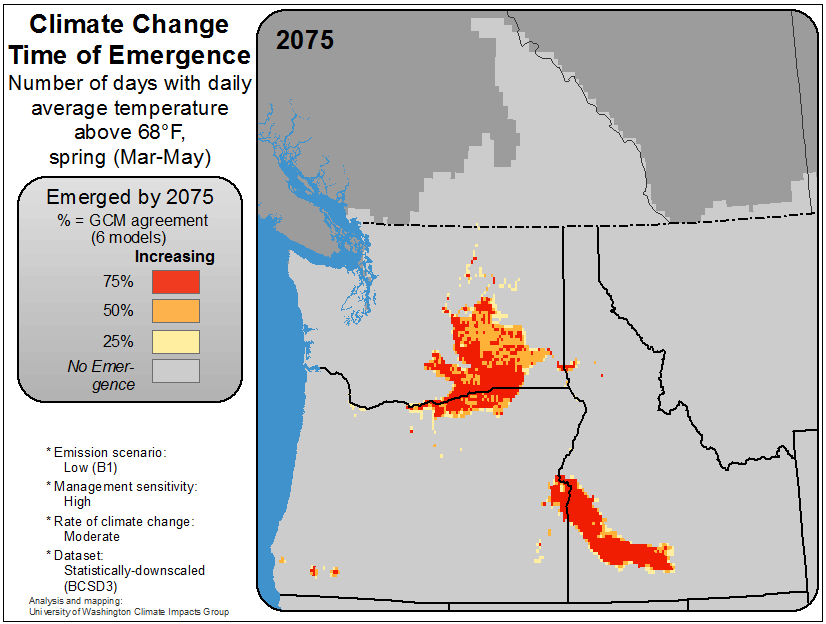 Climate Change
Time of Emergence
Number of days with daily
average temperature
above 68°F,
spring (Mar-May)
Emerged by 2075
% = GCM agreement
(6 models)
Increasing
75%
50%
25%
No Emer-
gence
* Emission scenario:
Low (B1)
* Management sensitivity:
High
* Rate of climate change:
Moderate
* Dataset:
Statistically-downscaled
(BCSD3)
Analysis and mapping:
University of Washington Climate Impacts Group
2075